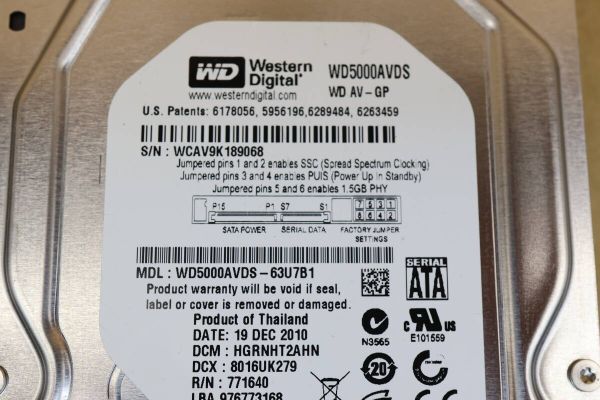 WD Western Digital WD5000AVDS
www.westerndigital.com WD AV-GP
U.S. Patents: 6178056, 5956196,6289484, 6263459
S/N : WCAV9K189068
Jumpered pins 1 and 2 enables SSC (Spread Spectrum Clocking)
Jumpered pins 3 and 4 enables PUIS (Power Up in Standby)
Jumpered pins 5 and 6 enables 1.5GB PHY
P15 P1 S7 S1 7 5 3 1
8 6 4 2
SATA POWER SERIAL DATA FACTORY JUMPER
SETTINGS
MDL : WD5000AVDS-63U7B1
SERIAL
ATA
Product warranty will be void if seal,
label or cover is removed or damaged.
Product of Thailand
DATE: 19 DEC 2010
N3565
c RU US
E101559
DCM : HGRNHT2AHN
DCX : 8016UK279
20
R/N : 771640
LBA 976773168